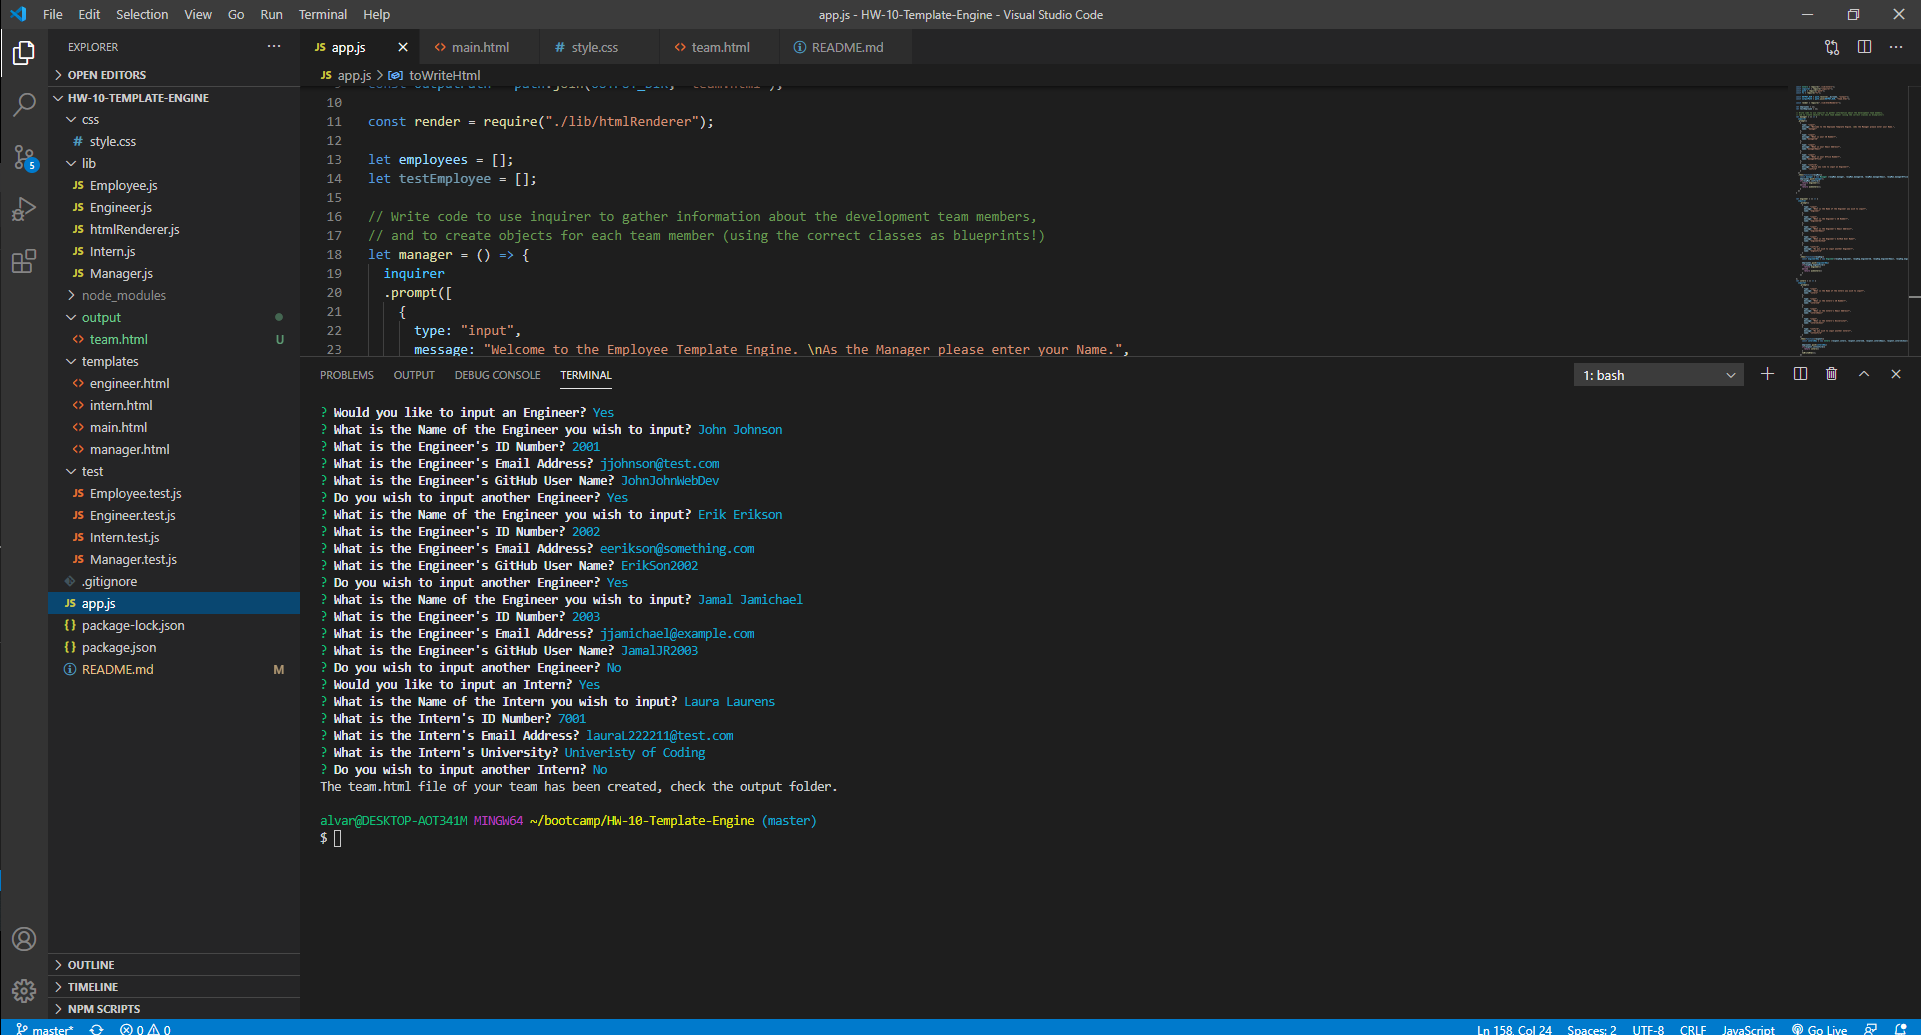 File Edit Selection View Go Run Terminal Help
app.js - HW-10-Template-Engine - Visual Studio Code
EXPLORER
OPEN EDITORS
HW-10-TEMPLATE-ENGINE
css
# style.css
lib
JS Employee.js
JS Engineer.js
JS htmlRenderer.js
JS Intern.js
JS Manager.js
node_modules
output
<> team.html U
templates
<> engineer.html
<> intern.html
<> main.html
<> manager.html
test
JS Employee.test.js
JS Engineer.test.js
JS Intern.test.js
JS Manager.test.js
.gitignore
JS app.js
{} package-lock.json
{} package.json
README.md M
OUTLINE
TIMELINE
NPM SCRIPTS
5
JS app.js <> main.html # style.css <> team.html README.md
JS app.js > toWriteHtml
10
11 const render = require("./lib/htmlRenderer");
12
13 let employees = [];
14 let testEmployee = [];
15
16 // Write code to use inquirer to gather information about the development team members,
17 // and to create objects for each team member (using the correct classes as blueprints!)
18 let manager = () => {
19 inquirer
20 .prompt([
21 {
22 type: "input",
23 message: "Welcome to the Employee Template Engine. \nAs the Manager please enter your Name.",
PROBLEMS OUTPUT DEBUG CONSOLE TERMINAL
1: bash
? Would you like to input an Engineer? Yes
? What is the Name of the Engineer you wish to input? John Johnson
? What is the Engineer's ID Number? 2001
? What is the Engineer's Email Address? jjohnson@test.com
? What is the Engineer's GitHub User Name? JohnJohnWebDev
? Do you wish to input another Engineer? Yes
? What is the Name of the Engineer you wish to input? Erik Erikson
? What is the Engineer's ID Number? 2002
? What is the Engineer's Email Address? eerikson@something.com
? What is the Engineer's GitHub User Name? ErikSon2002
? Do you wish to input another Engineer? Yes
? What is the Name of the Engineer you wish to input? Jamal Jamichael
? What is the Engineer's ID Number? 2003
? What is the Engineer's Email Address? jjamichael@example.com
? What is the Engineer's GitHub User Name? JamalJR2003
? Do you wish to input another Engineer? No
? Would you like to input an Intern? Yes
? What is the Name of the Intern you wish to input? Laura Laurens
? What is the Intern's ID Number? 7001
? What is the Intern's Email Address? lauraL222211@test.com
? What is the Intern's University? Univeristy of Coding
? Do you wish to input another Intern? No
The team.html file of your team has been created, check the output folder.
alvar@DESKTOP-AOT341M MINGW64 ~/bootcamp/HW-10-Template-Engine (master)
$
master* 0 0 Ln 158, Col 24 Spaces: 2 UTF-8 CRLF JavaScript Go Live